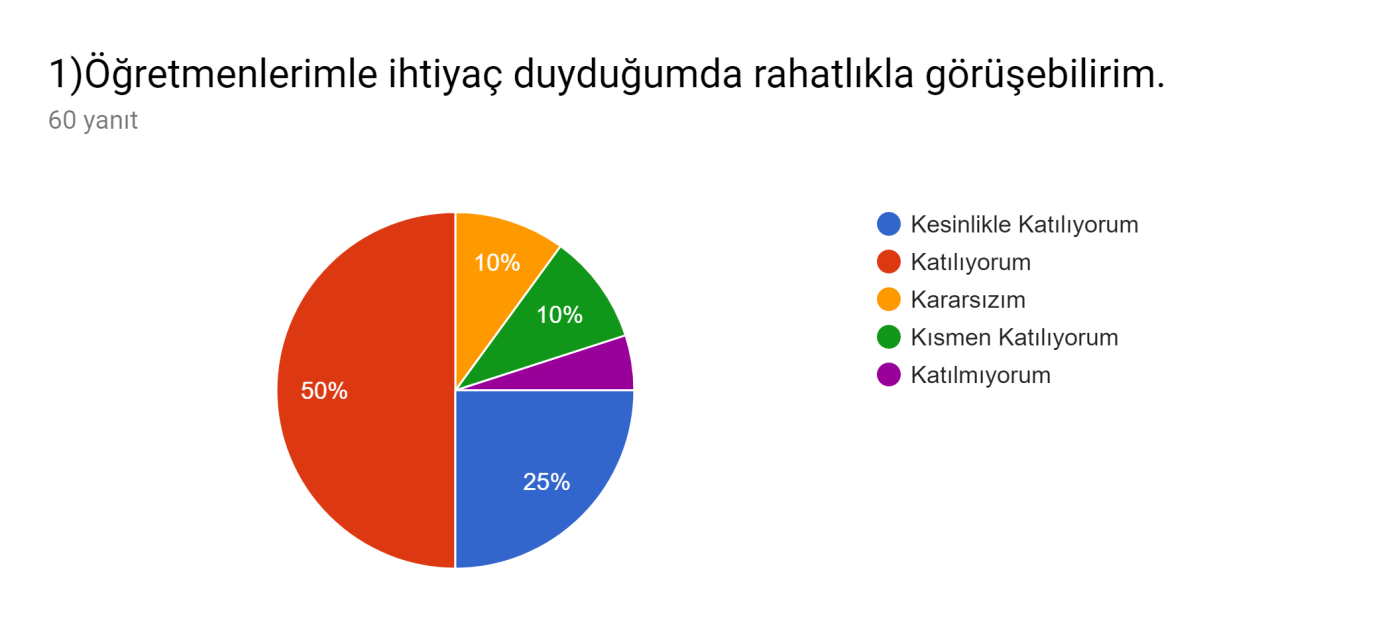 1)Öğretmenlerimle ihtiyaç duyduğumda rahatlıkla görüşebilirim.
60 yanıt
10%
10%
50%
25%
Kesinlikle Katılıyorum
Katılıyorum
Kararsızım
Kısmen Katılıyorum
Katılmıyorum